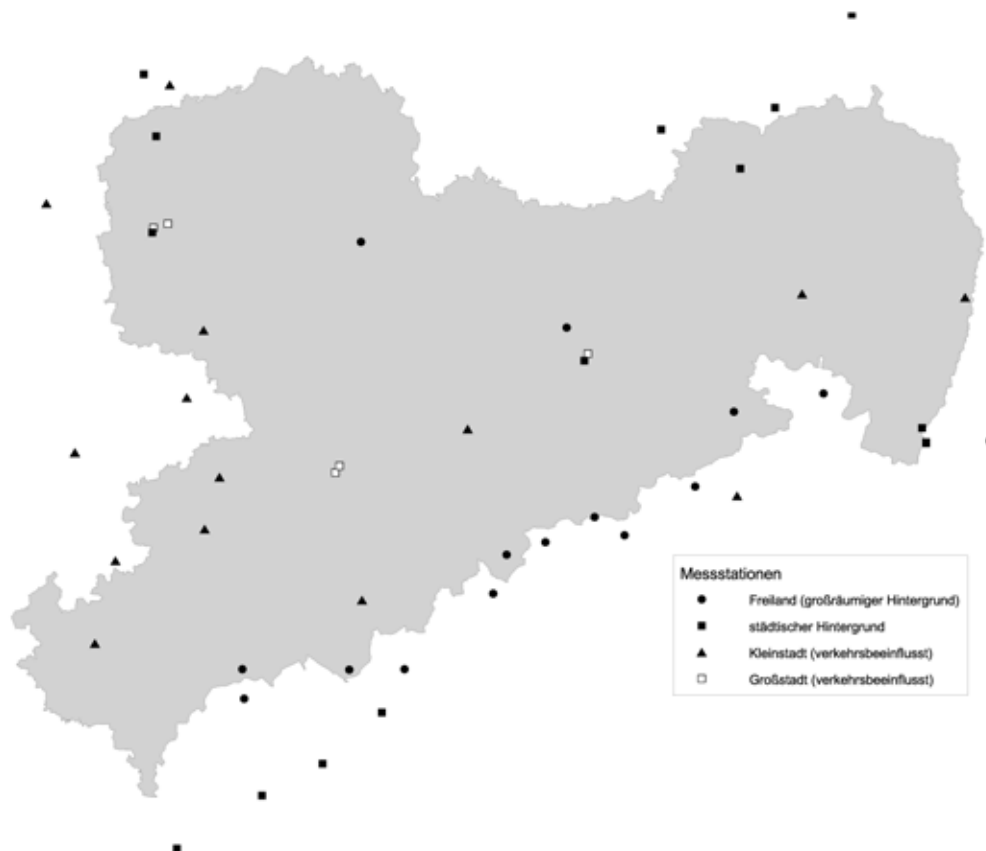 Messstationen
Freiland (großräumiger Hintergrund)
städtischer Hintergrund
Kleinstadt (verkehrsbeeinflusst)
Großstadt (verkehrsbeeinflusst)